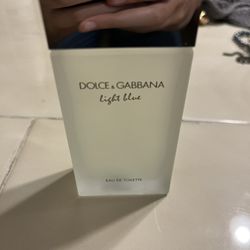 DOLCE & GABBANA
light blue
EAU DE TOILETTE